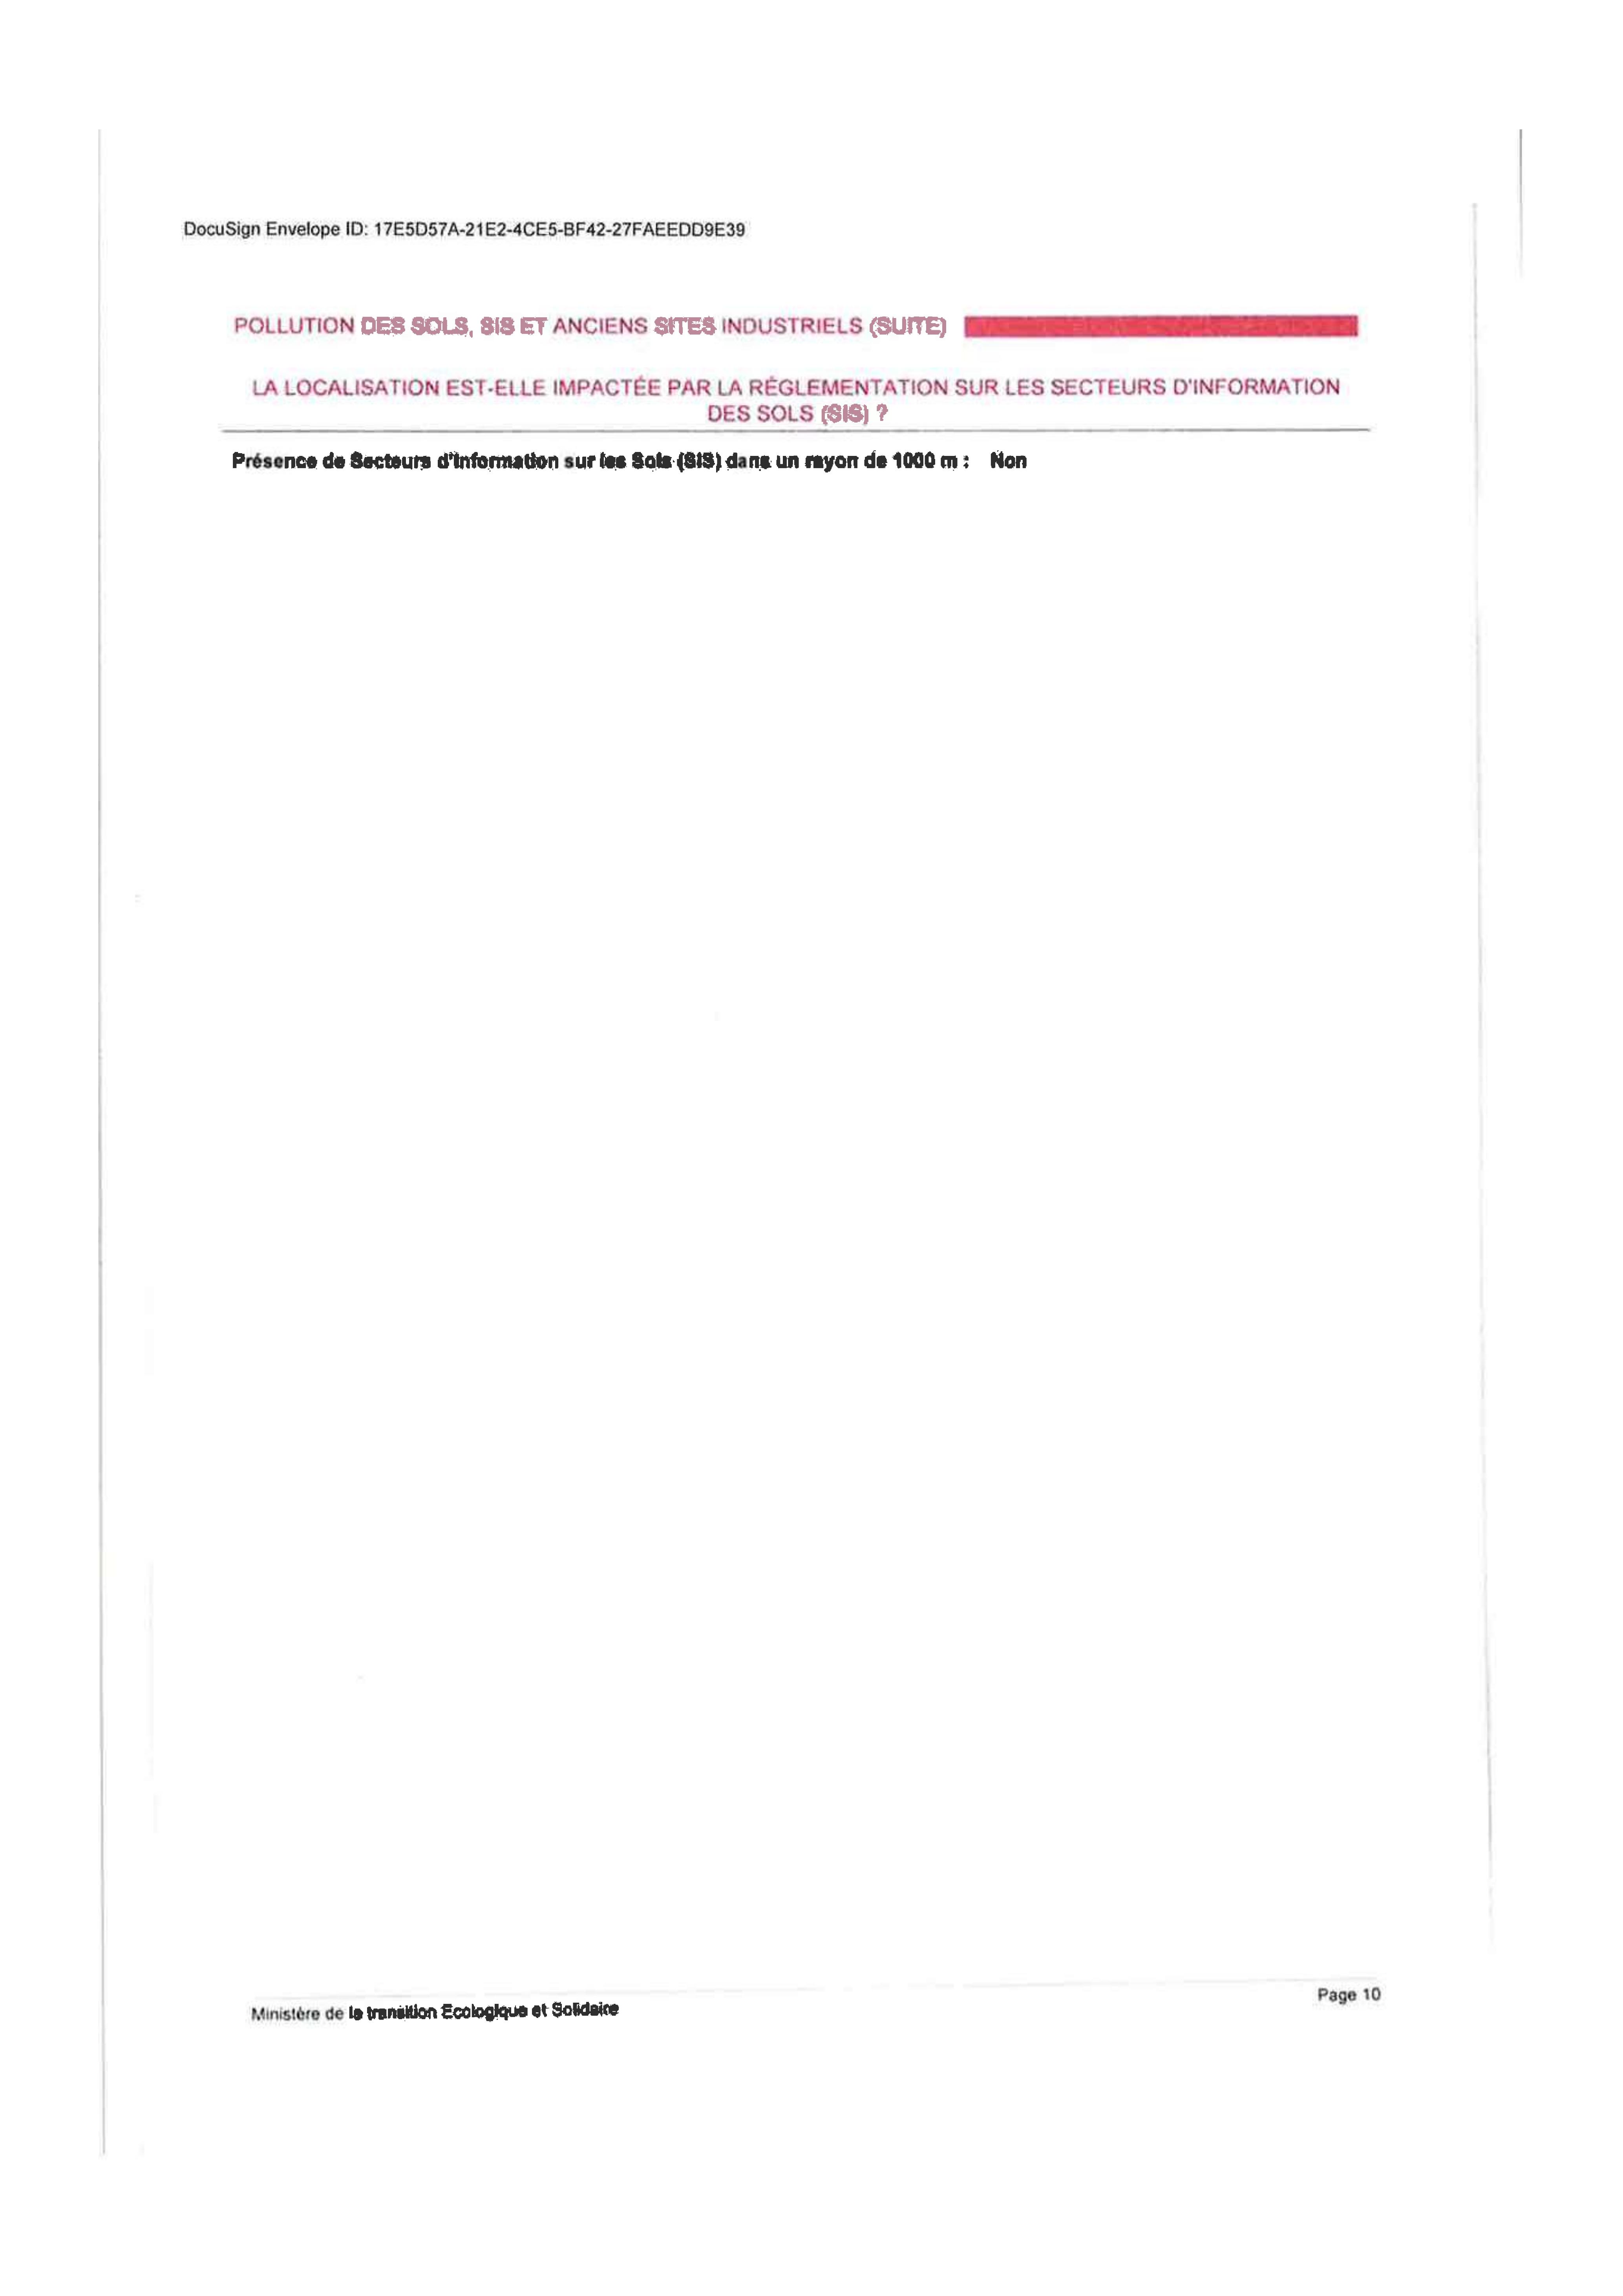 DocuSign Envelope ID: 17E5D57A-21E2-4CE5-BF42-27FAEEDD9E39
POLLUTION DES SOLS, SIS ET ANCIENS SITES INDUSTRIELS (SUITE)
LA LOCALISATION EST-ELLE IMPACTÉE PAR LA RÉGLEMENTATION SUR LES SECTEURS D'INFORMATION
DES SOLS (SIS) ?
Présence de Secteurs d'Information sur les Sols (SIS) dans un rayon de 1000 m : Non
Page 10
Ministère de la transition Ecologique et Solidaire